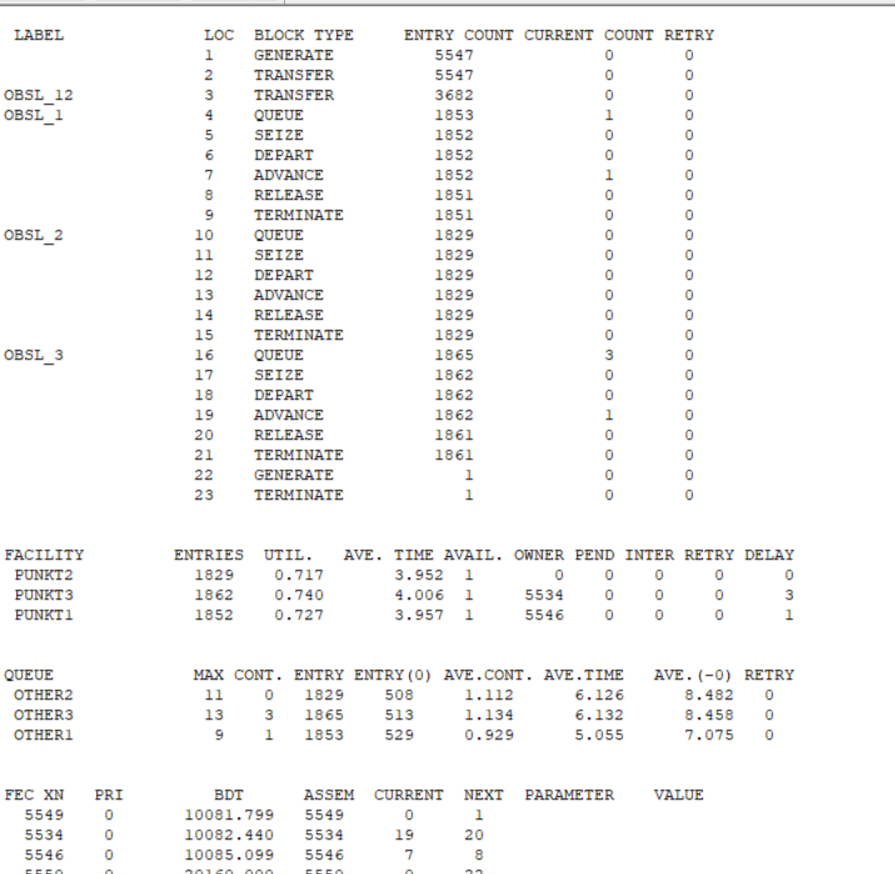 LABEL LOC BLOCK TYPE ENTRY COUNT CURRENT COUNT RETRY
1 GENERATE 5547 0 0
2 TRANSFER 5547 0 0
OBSL_12 3 TRANSFER 3682 0 0
OBSL_1 4 QUEUE 1853 1 0
5 SEIZE 1852 0 0
6 DEPART 1852 0 0
7 ADVANCE 1852 1 0
8 RELEASE 1851 0 0
9 TERMINATE 1851 0 0
OBSL_2 10 QUEUE 1829 0 0
11 SEIZE 1829 0 0
12 DEPART 1829 0 0
13 ADVANCE 1829 0 0
14 RELEASE 1829 0 0
15 TERMINATE 1829 0 0
OBSL_3 16 QUEUE 1865 3 0
17 SEIZE 1862 0 0
18 DEPART 1862 0 0
19 ADVANCE 1862 1 0
20 RELEASE 1861 0 0
21 TERMINATE 1861 0 0
22 GENERATE 1 0 0
23 TERMINATE 1 0 0
FACILITY ENTRIES UTIL. AVE. TIME AVAIL. OWNER PEND INTER RETRY DELAY
PUNKT2 1829 0.717 3.952 1 0 0 0 0 0
PUNKT3 1862 0.740 4.006 1 5534 0 0 0 3
PUNKT1 1852 0.727 3.957 1 5546 0 0 0 1
QUEUE MAX CONT. ENTRY ENTRY(0) AVE.CONT. AVE.TIME AVE.(-0) RETRY
OTHER2 11 0 1829 508 1.112 6.126 8.482 0
OTHER3 13 3 1865 513 1.134 6.132 8.458 0
OTHER1 9 1 1853 529 0.929 5.055 7.075 0
FEC XN PRI BDT ASSEM CURRENT NEXT PARAMETER VALUE
5549 0 10081.799 5549 0 1
5534 0 10082.440 5534 19 20
5546 0 10085.099 5546 7 8